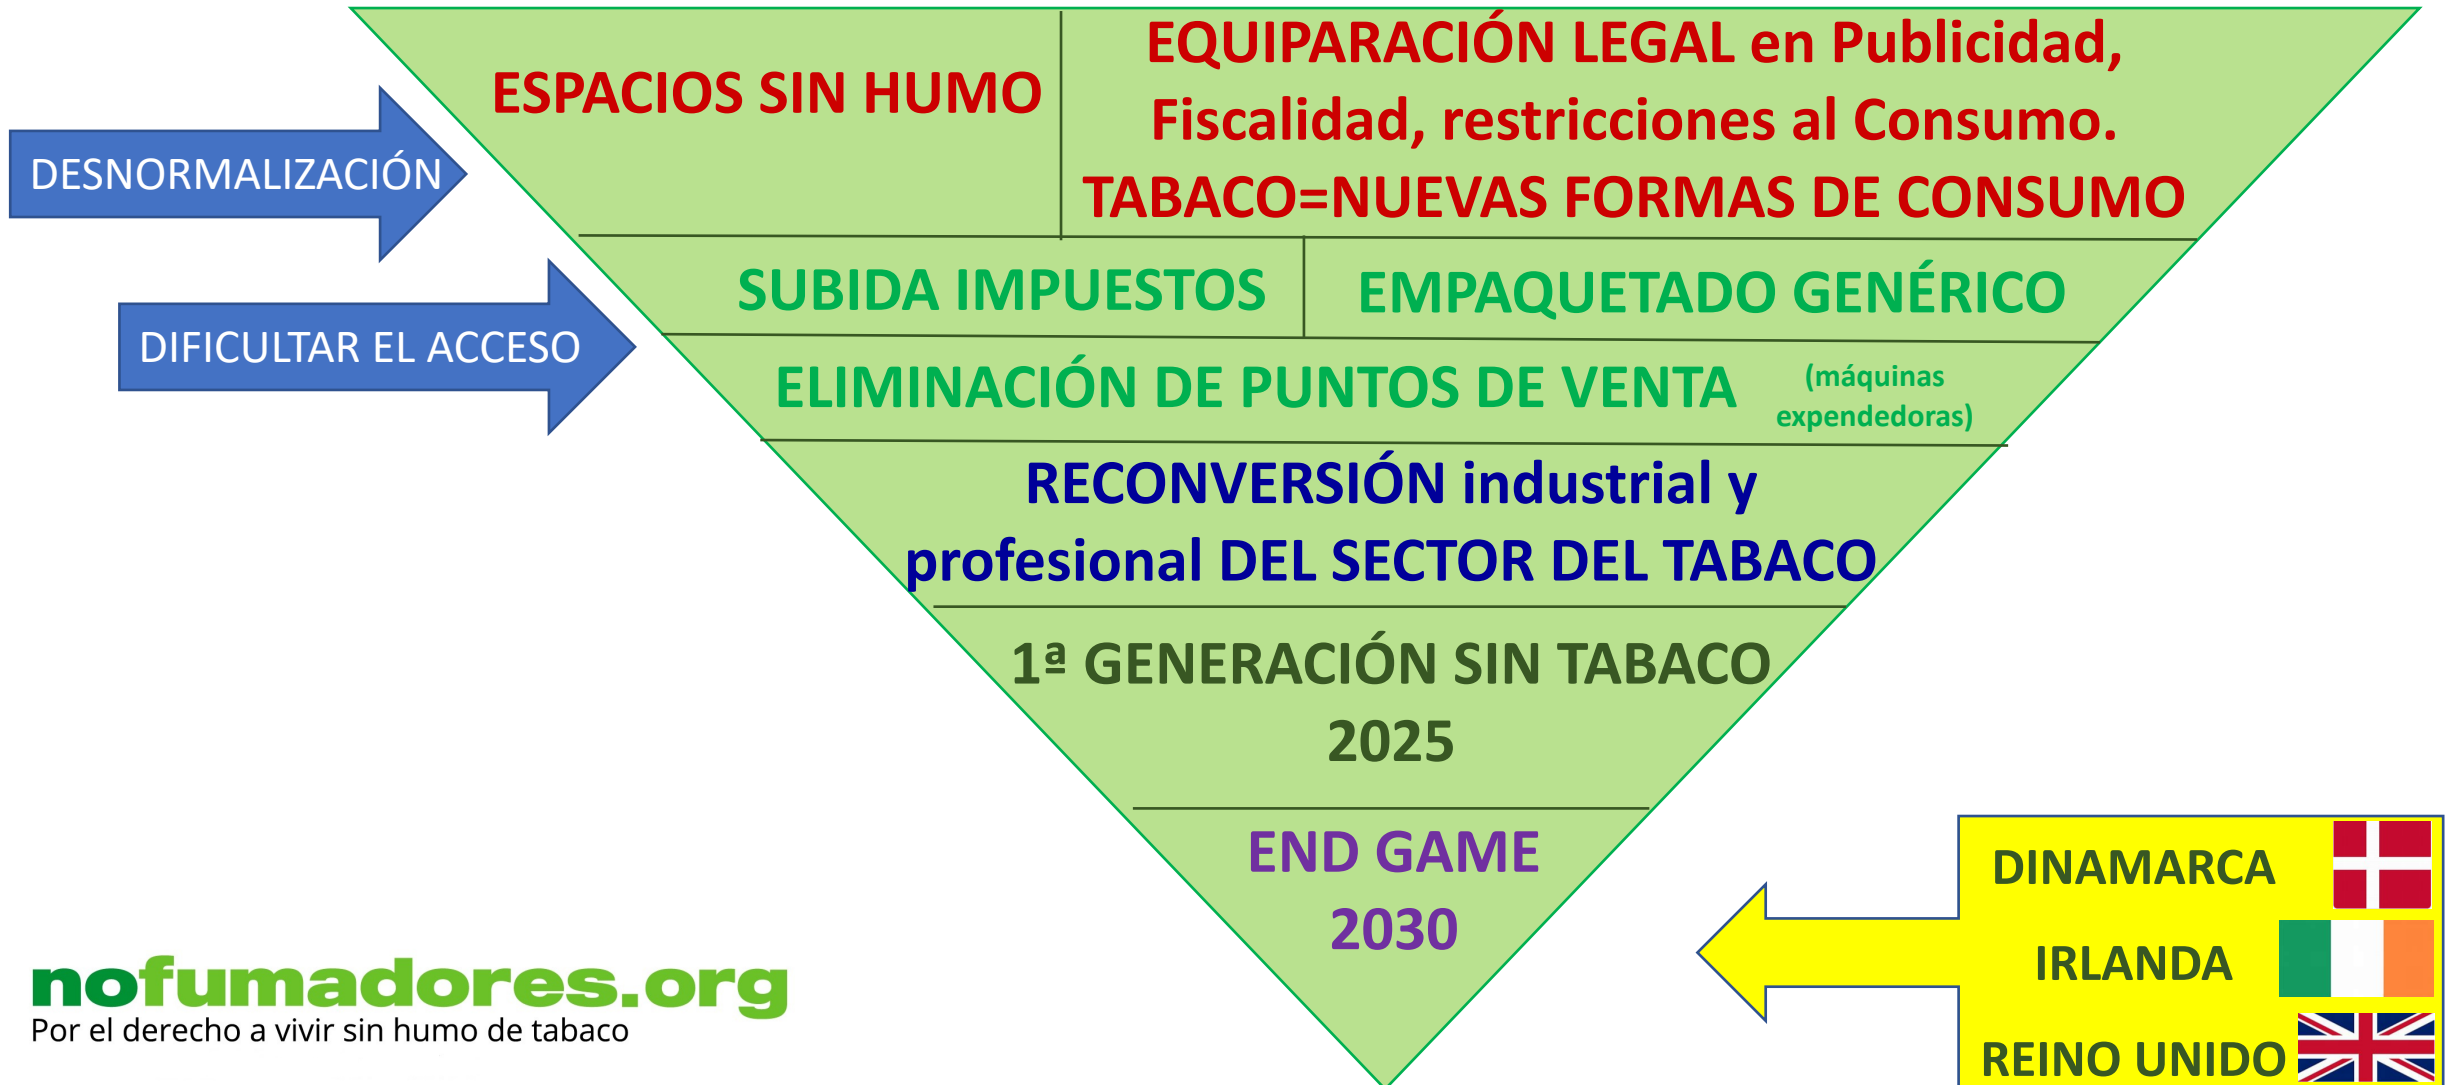 ESPACIOS SIN HUMO
EQUIPARACIÓN LEGAL en Publicidad,
Fiscalidad, restricciones al Consumo.
TABACO=NUEVAS FORMAS DE CONSUMO
DESNORMALIZACIÓN
SUBIDA IMPUESTOS
EMPAQUETADO GENÉRICO
DIFICULTAR EL ACCESO
ELIMINACIÓN DE PUNTOS DE VENTA
(máquinas
expendedoras)
RECONVERSIÓN industrial y
profesional DEL SECTOR DEL TABACO
1ª GENERACIÓN SIN TABACO
2025
END GAME
2030
DINAMARCA
IRLANDA
REINO UNIDO
nofumadores.org
Por el derecho a vivir sin humo de tabaco